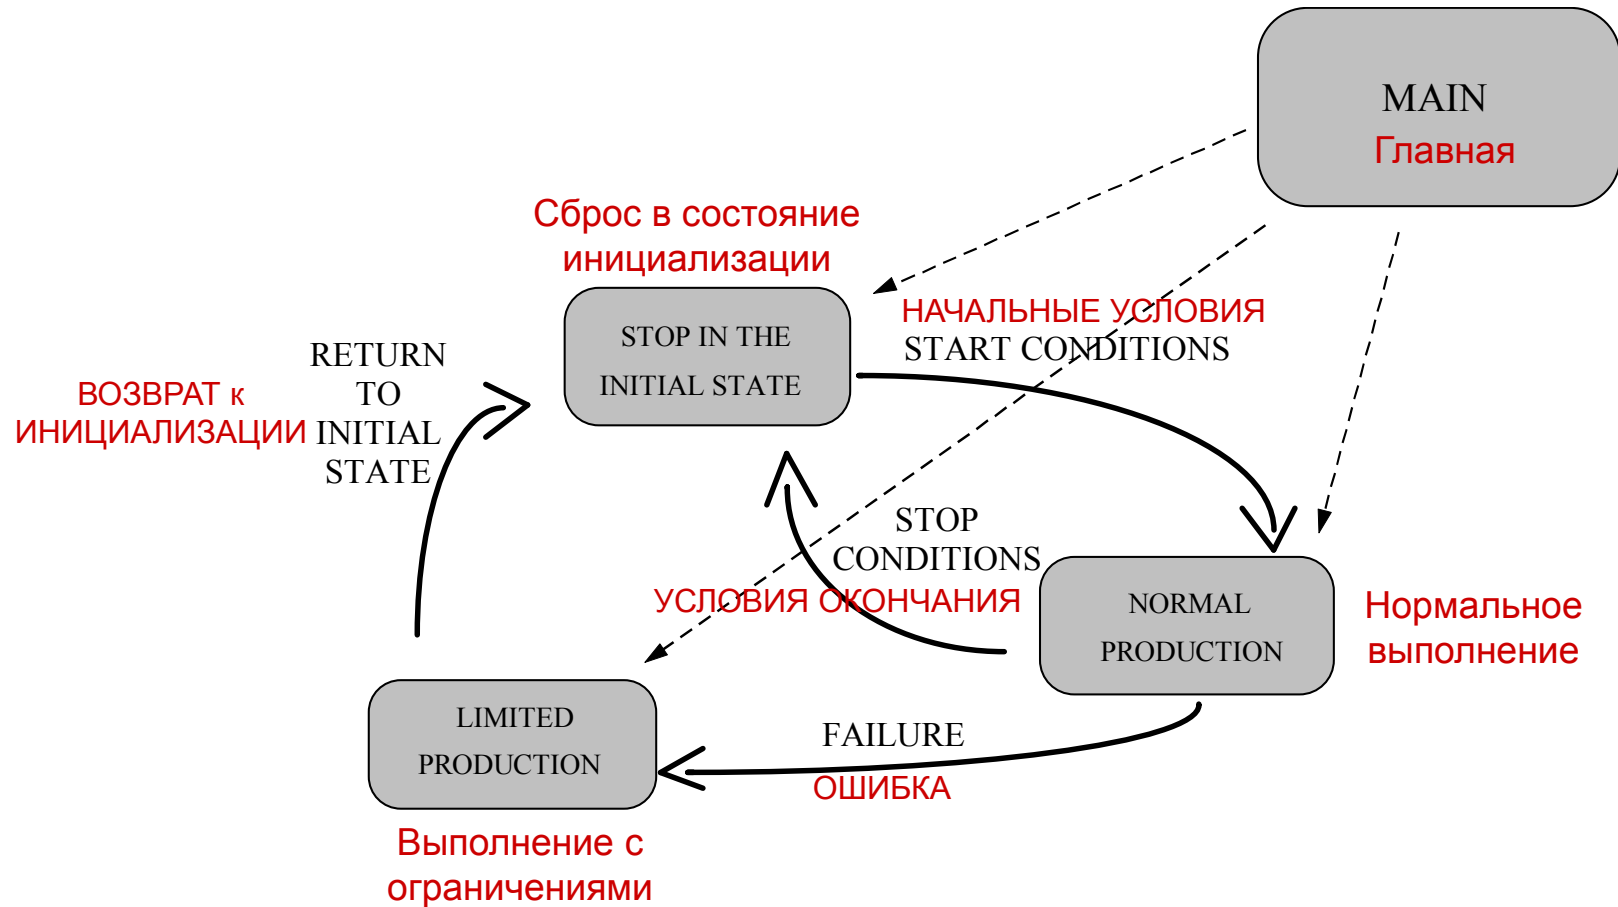 MAIN
Главная
Сброс в состояние
инициализации
STOP IN THE
INITIAL STATE
НАЧАЛЬНЫЕ УСЛОВИЯ
START CONDITIONS
RETURN
TO
INITIAL
STATE
ВОЗВРАТ к
ИНИЦИАЛИЗАЦИИ
STOP
CONDITIONS
УСЛОВИЯ ОКОНЧАНИЯ
NORMAL
PRODUCTION
Нормальное
выполнение
LIMITED
PRODUCTION
FAILURE
ОШИБКА
Выполнение с
ограничениями